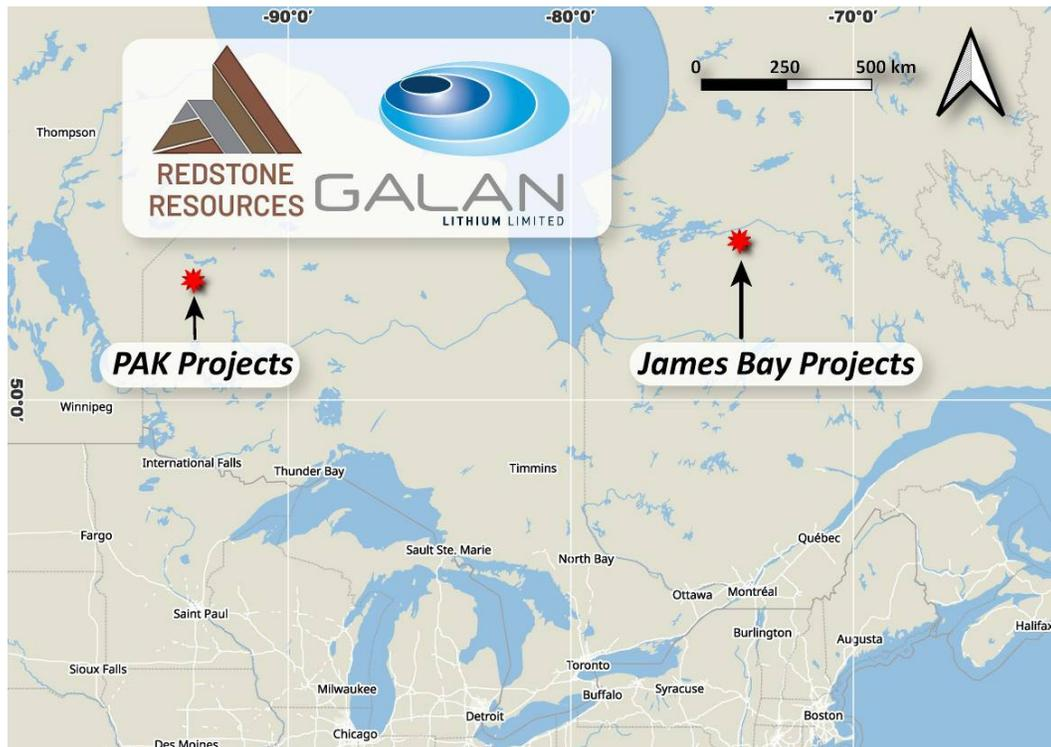 -90°0' -80°0' -70°0'
0 250 500 km
Thompson
REDSTONE
RESOURCES
GALAN
LITHIUM LIMITED
PAK Projects
James Bay Projects
50°0'
Winnipeg
International Falls
Thunder Bay
Timmins
Fargo
Sault Ste. Marie
North Bay
Québec
Ottawa
Montréal
Saint Paul
Burlington
Augusta
Halifax
Sioux Falls
Toronto
Milwaukee
Buffalo
Syracuse
Detroit
Boston
Chicago
Des Moines